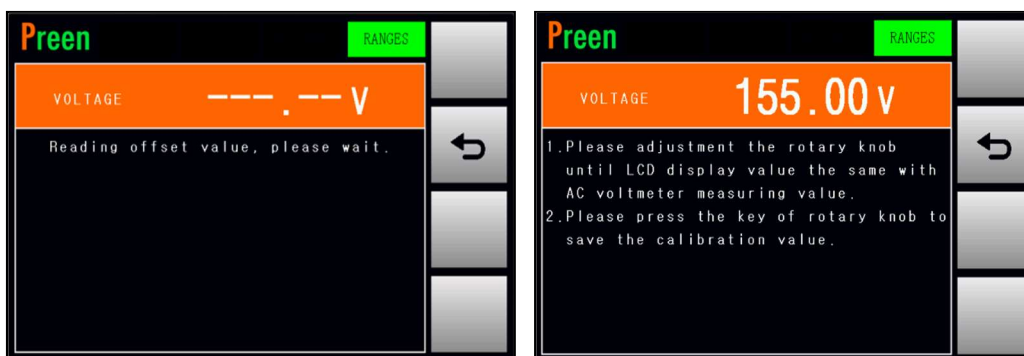 Preen
RANGES
VOLTAGE ---.-- V
Reading offset value, please wait.
Preen
RANGES
VOLTAGE 155.00 V
1.Please adjustment the rotary knob
until LCD display value the same with
AC voltmeter measuring value.
2.Please press the key of rotary knob to
save the calibration value.